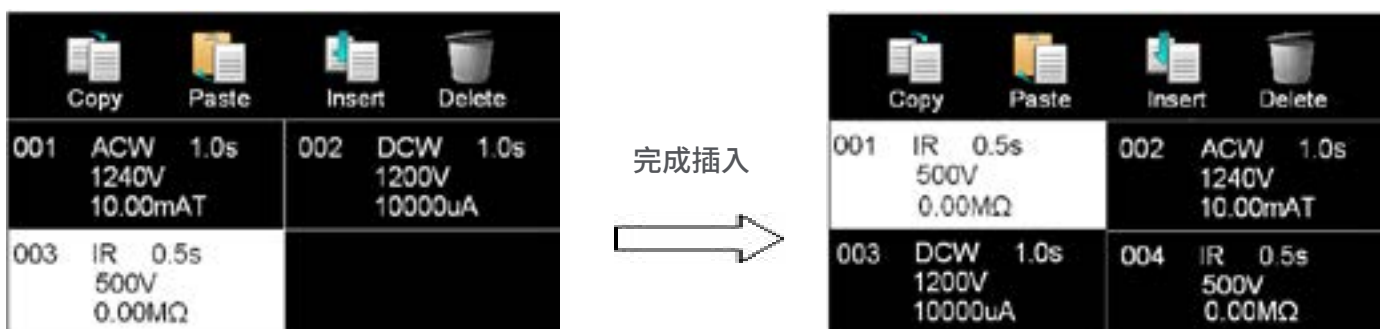 Copy Paste Insert Delete
001 ACW 1.0s
1240V
10.00mAT
002 DCW 1.0s
1200V
10000uA
003 IR 0.5s
500V
0.00MΩ
完成插入
Copy Paste Insert Delete
001 IR 0.5s
500V
0.00MΩ
002 ACW 1.0s
1240V
10.00mAT
003 DCW 1.0s
1200V
10000uA
004 IR 0.5s
500V
0.00MΩ